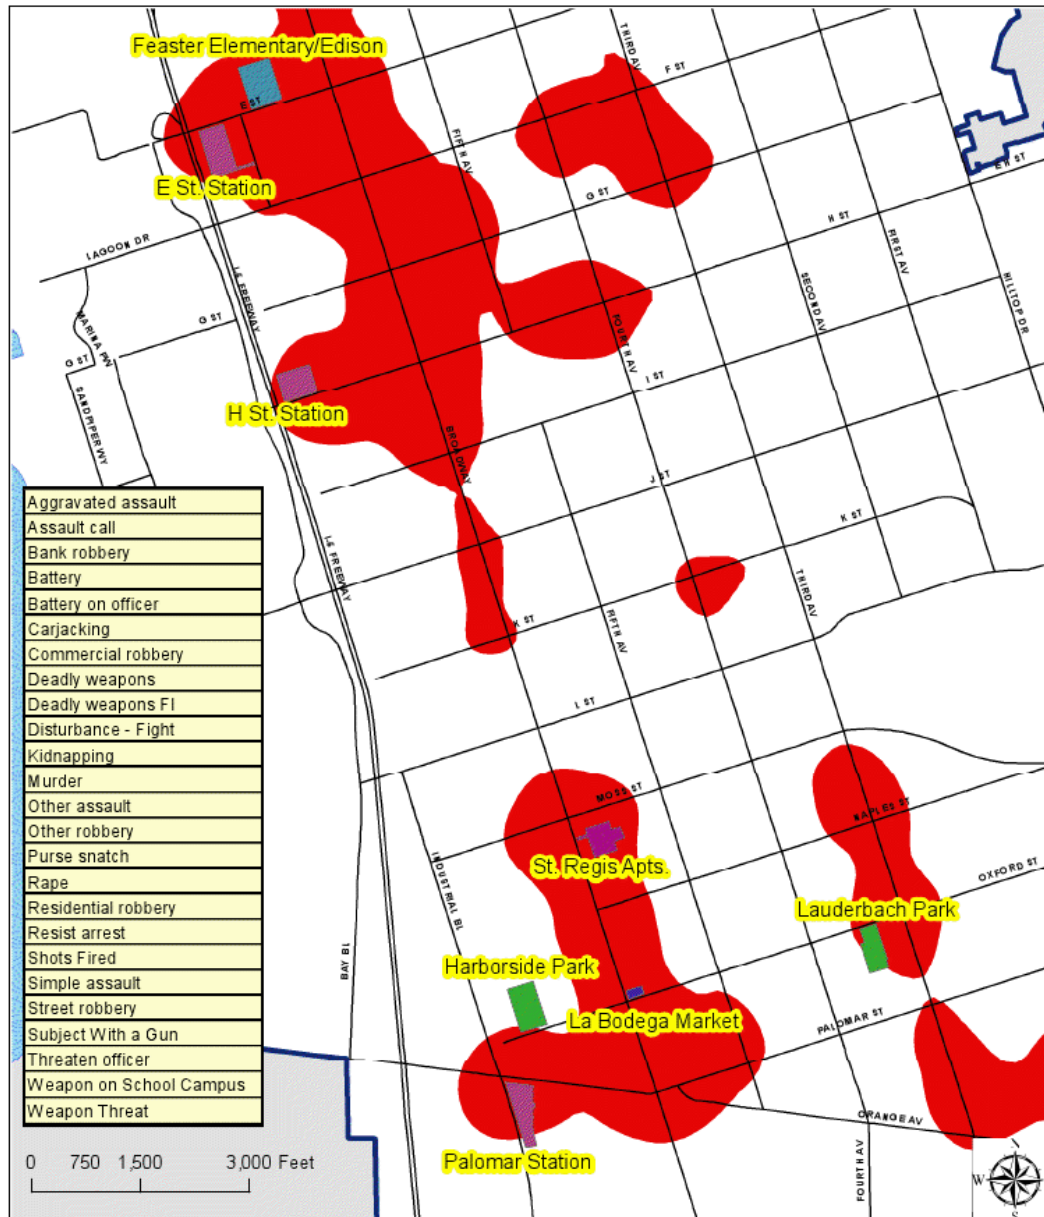 Feaster Elementary/Edison
THIRD AV
F ST
E ST
FIFTH AV
E H ST
E St. Station
G ST
H ST
LAGOON DR
FIRST AV
I-5 FREEWAY
SECOND AV
HILLTOP DR
MARINA PW
G ST
FOURTH AV
G ST
I ST
SANDPIPER WY
H St. Station
BROADWAY
J ST
K ST
I-5 FREEWAY
THIRD AV
FIFTH AV
K ST
L ST
Aggravated assault
Assault call
Bank robbery
Battery
Battery on officer
Carjacking
Commercial robbery
Deadly weapons
Deadly weapons FI
Disturbance - Fight
Kidnapping
Murder
Other assault
Other robbery
Purse snatch
Rape
Residential robbery
Resist arrest
Shots Fired
Simple assault
Street robbery
Subject With a Gun
Threaten officer
Weapon on School Campus
Weapon Threat
MOSS ST
NAPLES ST
INDUSTRIAL BL
St. Regis Apts.
OXFORD ST
Lauderbach Park
BAY BL
Harborside Park
La Bodega Market
PALOMAR ST
ORANGE AV
Palomar Station
FOURTH AV
0 750 1,500 3,000 Feet
N
W E
S